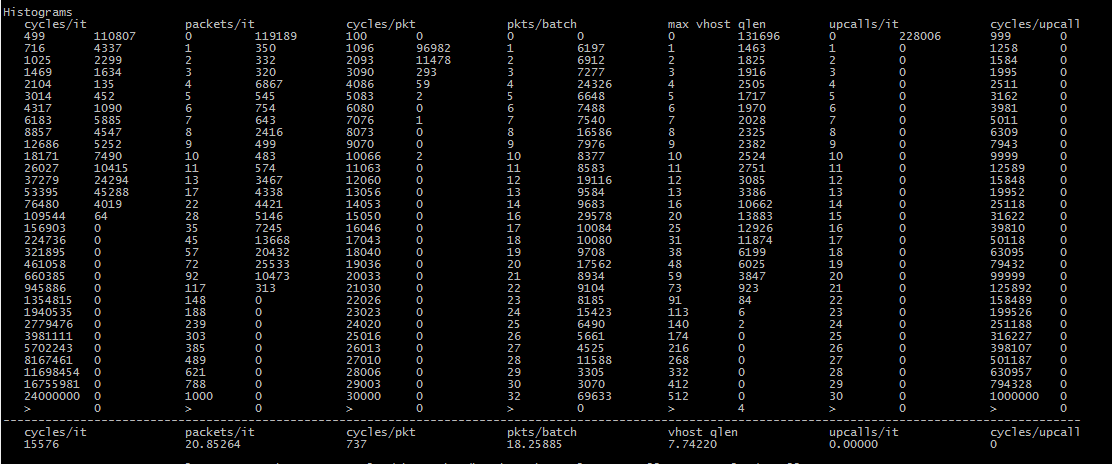 Histograms
cycles/it packets/it cycles/pkt pkts/batch max vhost qlen upcalls/it cycles/upcall
499 110807 0 119189 100 0 0 0 0 131696 0 228006 999 0
716 4337 1 350 1096 96982 1 6197 1 1463 1 0 1258 0
1025 2299 2 332 2093 11478 2 6912 2 1825 2 0 1584 0
1469 1634 3 320 3090 293 3 7277 3 1916 3 0 1995 0
2104 135 4 6867 4086 59 4 24326 4 2505 4 0 2511 0
3014 452 5 545 5083 2 5 6648 5 1717 5 0 3162 0
4317 1090 6 754 6080 0 6 7488 6 1970 6 0 3981 0
6183 5885 7 643 7076 1 7 7540 7 2028 7 0 5011 0
8857 4547 8 2416 8073 0 8 16586 8 2325 8 0 6309 0
12686 5252 9 499 9070 0 9 7976 9 2382 9 0 7943 0
18171 7490 10 483 10066 2 10 8377 10 2524 10 0 9999 0
26027 10415 11 574 11063 0 11 8583 11 2751 11 0 12589 0
37279 24294 13 3467 12060 0 12 19116 12 3085 12 0 15848 0
53395 45288 17 4338 13056 0 13 9584 13 3386 13 0 19952 0
76480 4019 22 4421 14053 0 14 9683 16 10662 14 0 25118 0
109544 64 28 5146 15050 0 16 29578 20 13883 15 0 31622 0
156903 0 35 7245 16046 0 17 10084 25 12926 16 0 39810 0
224736 0 45 13668 17043 0 18 10080 31 11874 17 0 50118 0
321895 0 57 20432 18040 0 19 9708 38 6199 18 0 63095 0
461058 0 72 25533 19036 0 20 17562 48 6025 19 0 79432 0
660385 0 92 10473 20033 0 21 8934 59 3847 20 0 99999 0
945886 0 117 313 21030 0 22 9104 73 923 21 0 125892 0
1354815 0 148 0 22026 0 23 8185 91 84 22 0 158489 0
1940535 0 188 0 23023 0 24 15423 113 6 23 0 199526 0
2779476 0 239 0 24020 0 25 6490 140 2 24 0 251188 0
3981111 0 303 0 25016 0 26 5661 174 0 25 0 316227 0
5702243 0 385 0 26013 0 27 4525 216 0 26 0 398107 0
8167461 0 489 0 27010 0 28 11588 268 0 27 0 501187 0
11698454 0 621 0 28006 0 29 3305 332 0 28 0 630957 0
16755981 0 788 0 29003 0 30 3070 412 0 29 0 794328 0
24000000 0 1000 0 30000 0 32 69633 512 0 30 0 1000000 0
> 0 > 0 > 0 > 0 > 4 > 0 > 0
cycles/it packets/it cycles/pkt pkts/batch vhost qlen upcalls/it cycles/upcall
15576 20.85264 737 18.25885 7.74220 0.00000 0